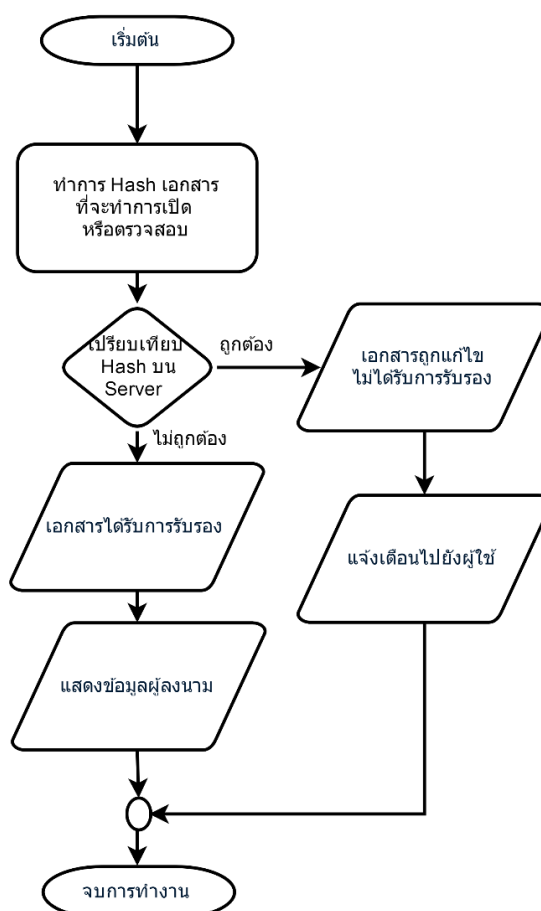 เริ่มต้น
ทำการ Hash เอกสาร
ที่จะทำการเปิด
หรือตรวจสอบ
เปรียบเทียบ
Hash บน
Server
ถูกต้อง
เอกสารถูกแก้ไข
ไม่ได้รับการรับรอง
ไม่ถูกต้อง
เอกสารได้รับการรับรอง
แจ้งเตือนไปยังผู้ใช้
แสดงข้อมูลผู้ลงนาม
จบการทำงาน